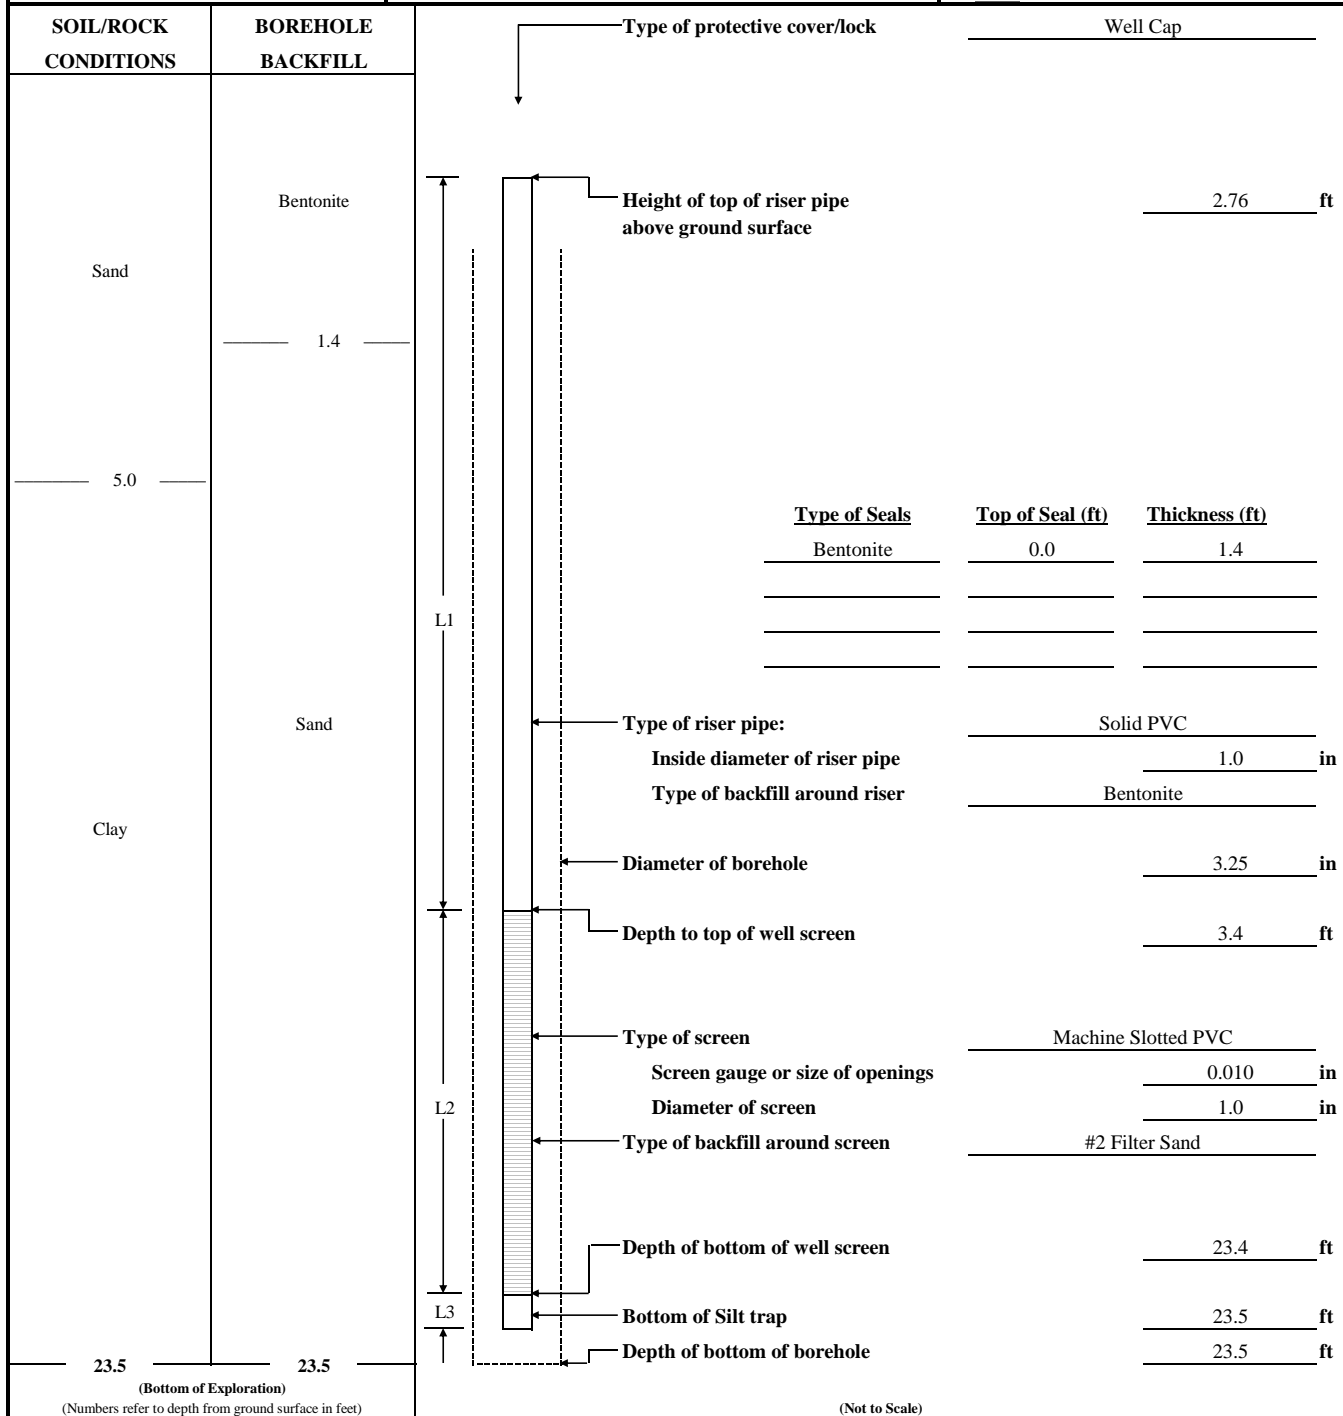 SOIL/ROCK
CONDITIONS
BOREHOLE
BACKFILL
Type of protective cover/lock Well Cap
Bentonite
Height of top of riser pipe
above ground surface
2.76 ft
Sand
1.4
5.0
Type of Seals Top of Seal (ft) Thickness (ft)
Bentonite 0.0 1.4
L1
Sand
Type of riser pipe: Solid PVC
Inside diameter of riser pipe 1.0 in
Type of backfill around riser Bentonite
Clay
Diameter of borehole 3.25 in
Depth to top of well screen 3.4 ft
Type of screen Machine Slotted PVC
Screen gauge or size of openings 0.010 in
L2
Diameter of screen 1.0 in
Type of backfill around screen #2 Filter Sand
Depth of bottom of well screen 23.4 ft
L3
Bottom of Silt trap 23.5 ft
Depth of bottom of borehole 23.5 ft
23.5 23.5
(Bottom of Exploration)
(Numbers refer to depth from ground surface in feet)
(Not to Scale)